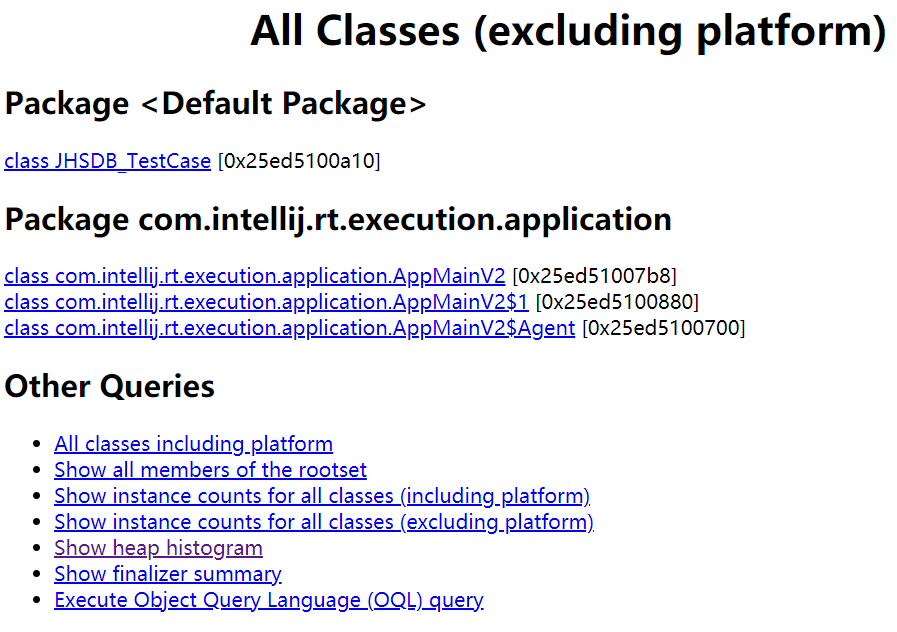 All Classes (excluding platform)
Package <Default Package>
class JHSDB_TestCase [0x25ed5100a10]
Package com.intellij.rt.execution.application
class com.intellij.rt.execution.application.AppMainV2 [0x25ed51007b8]
class com.intellij.rt.execution.application.AppMainV2$1 [0x25ed5100880]
class com.intellij.rt.execution.application.AppMainV2$Agent [0x25ed5100700]
Other Queries
• All classes including platform
• Show all members of the rootset
• Show instance counts for all classes (including platform)
• Show instance counts for all classes (excluding platform)
• Show heap histogram
• Show finalizer summary
• Execute Object Query Language (OQL) query